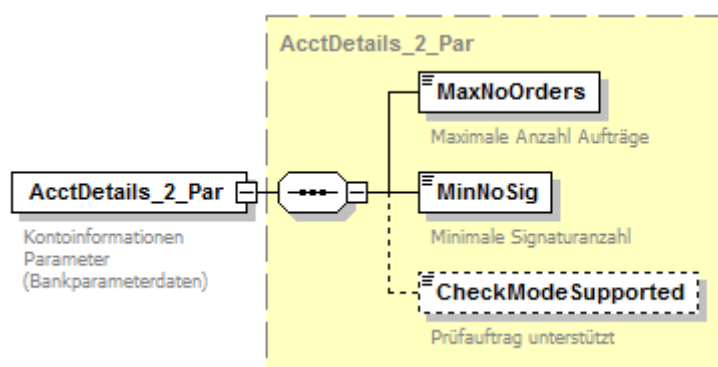 AcctDetails_2_Par
MaxNoOrders
Maximale Anzahl Aufträge
AcctDetails_2_Par
Kontoinformationen
Parameter
(Bankparameterdaten)
MinNoSig
Minimale Signaturanzahl
CheckModeSupported
Prüfauftrag unterstützt